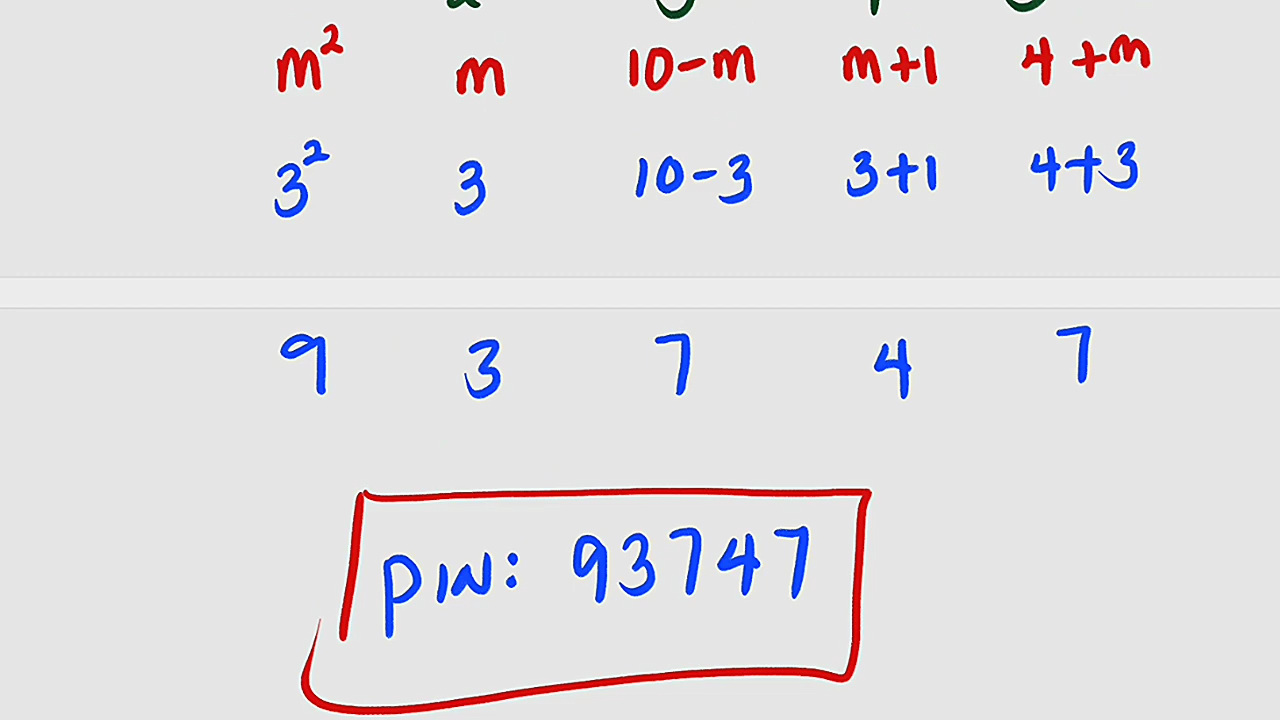 m² m 10-m m+1 4+m
3² 3 10-3 3+1 4+3
9 3 7 4 7
PIN: 93747